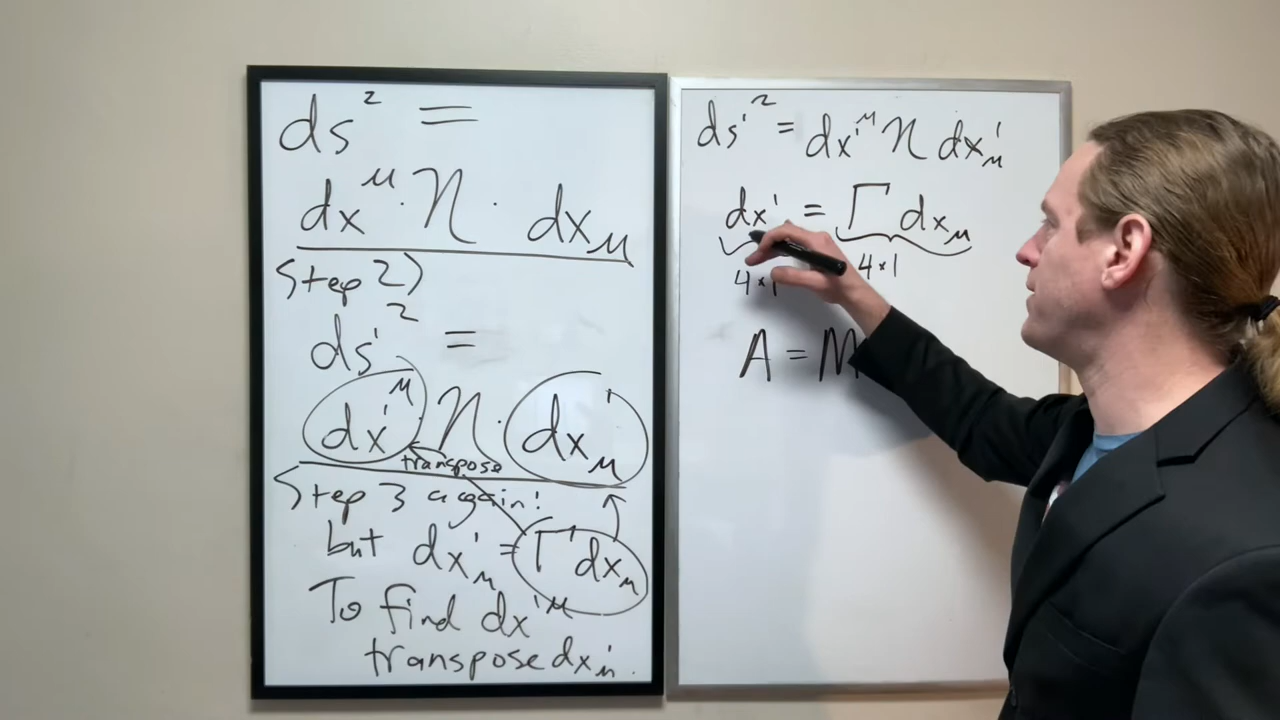 ds² =
dx^μ · η · dx_μ
Step 2)
ds'² =
dx'^μ η · dx'_μ
transpose
Step 3 again!
but dx'_μ = Γ dx_μ
To find dx'^μ
transpose dx'_μ.
ds'² = dx'^μ η dx'_μ
dx' = Γ dx_μ
4×1 4×1
A = M